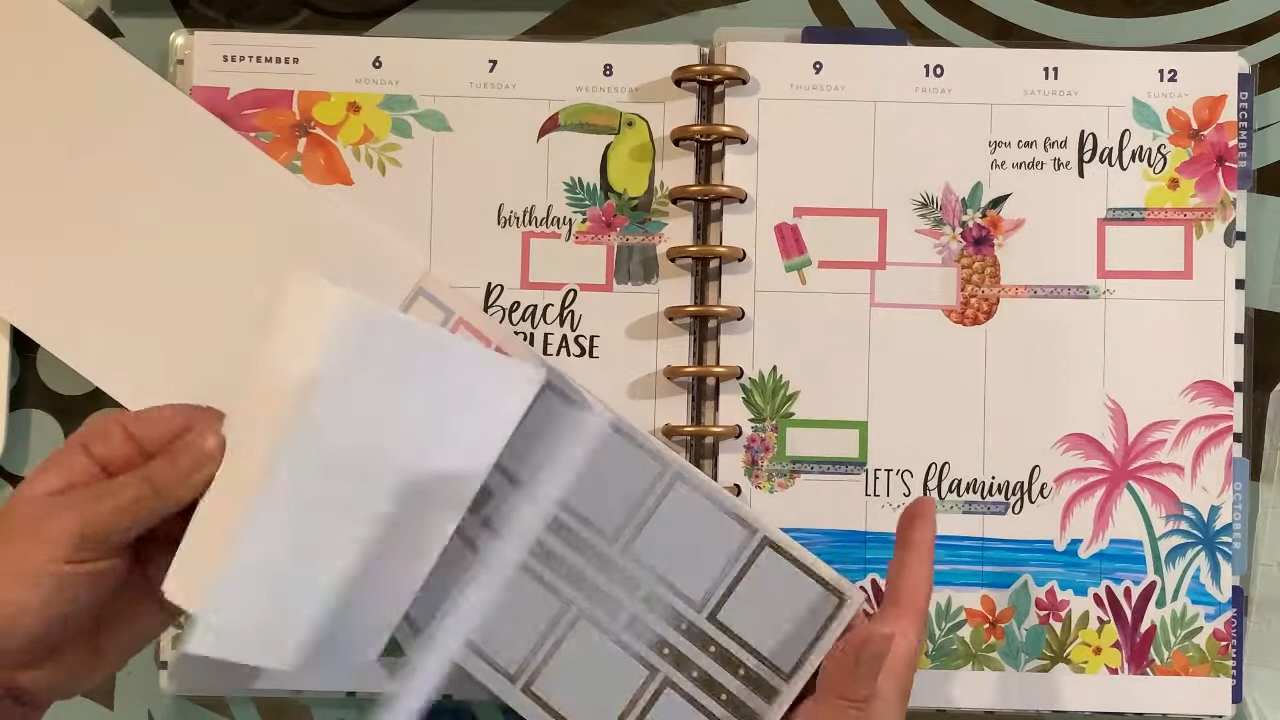 SEPTEMBER
6
MONDAY
7
TUESDAY
8
WEDNESDAY
9
THURSDAY
10
FRIDAY
11
SATURDAY
12
SUNDAY
DECEMBER
you can find
me under the Palms
birthday
Beach
PLEASE
LET'S flamingle
OCTOBER
NOVEMBER